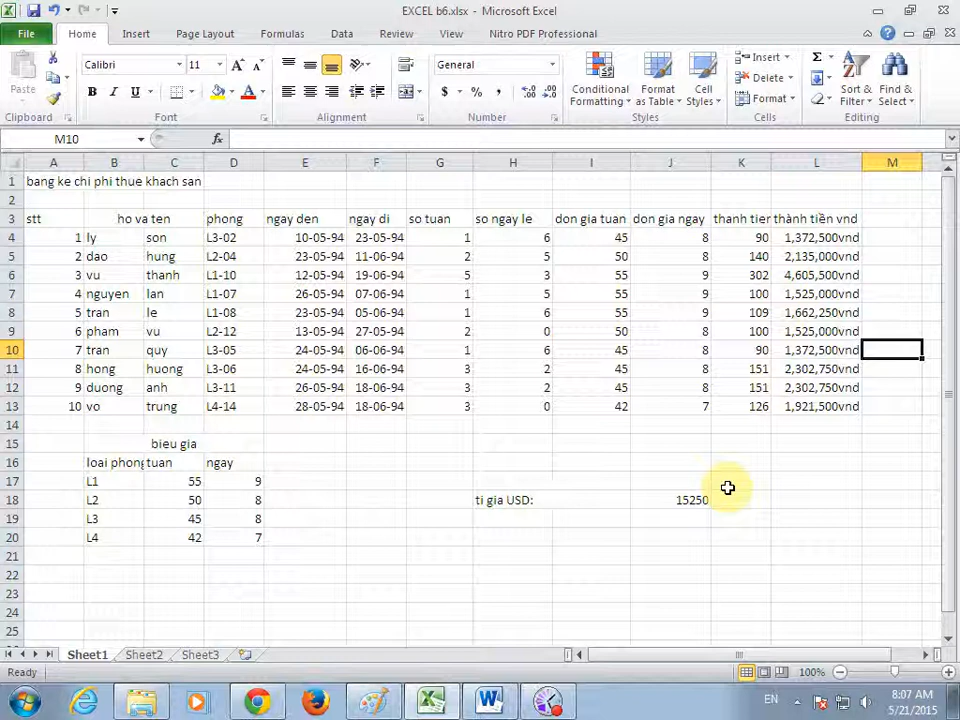 EXCEL b6.xlsx - Microsoft Excel
File Home Insert Page Layout Formulas Data Review View Nitro PDF Professional
Paste Calibri 11 General Conditional Formatting Format as Table Cell Styles Insert Delete Format Sort & Filter Find & Select
Clipboard Font Alignment Number Styles Cells Editing
M10 fx
A B C D E F G H I J K L M
1 bang ke chi phi thue khach san
2
3 stt ho va ten phong ngay den ngay di so tuan so ngay le don gia tuan don gia ngay thanh tier thành tiền vnd
4 1 ly son L3-02 10-05-94 23-05-94 1 6 45 8 90 1,372,500vnd
5 2 dao hung L2-04 23-05-94 11-06-94 2 5 50 8 140 2,135,000vnd
6 3 vu thanh L1-10 12-05-94 19-06-94 5 3 55 9 302 4,605,500vnd
7 4 nguyen lan L1-07 26-05-94 07-06-94 1 5 55 9 100 1,525,000vnd
8 5 tran le L1-08 23-05-94 05-06-94 1 6 55 9 109 1,662,250vnd
9 6 pham vu L2-12 13-05-94 27-05-94 2 0 50 8 100 1,525,000vnd
10 7 tran quy L3-05 24-05-94 06-06-94 1 6 45 8 90 1,372,500vnd
11 8 hong huong L3-06 24-05-94 16-06-94 3 2 45 8 151 2,302,750vnd
12 9 duong anh L3-11 26-05-94 18-06-94 3 2 45 8 151 2,302,750vnd
13 10 vo trung L4-14 28-05-94 18-06-94 3 0 42 7 126 1,921,500vnd
14
15 bieu gia
16 loai phong tuan ngay
17 L1 55 9
18 L2 50 8 ti gia USD: 15250
19 L3 45 8
20 L4 42 7
21
22
23
24
25
Sheet1 Sheet2 Sheet3
Ready 100%
EN 8:07 AM
5/21/2015